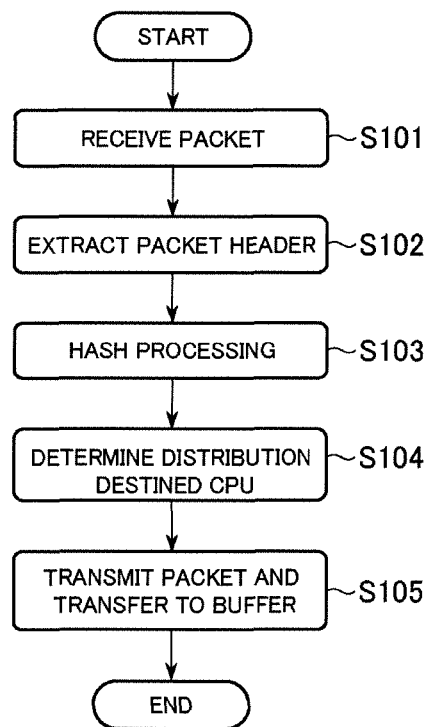 START
RECEIVE PACKET
S101
EXTRACT PACKET HEADER
S102
HASH PROCESSING
S103
DETERMINE DISTRIBUTION
DESTINED CPU
S104
TRANSMIT PACKET AND
TRANSFER TO BUFFER
S105
END